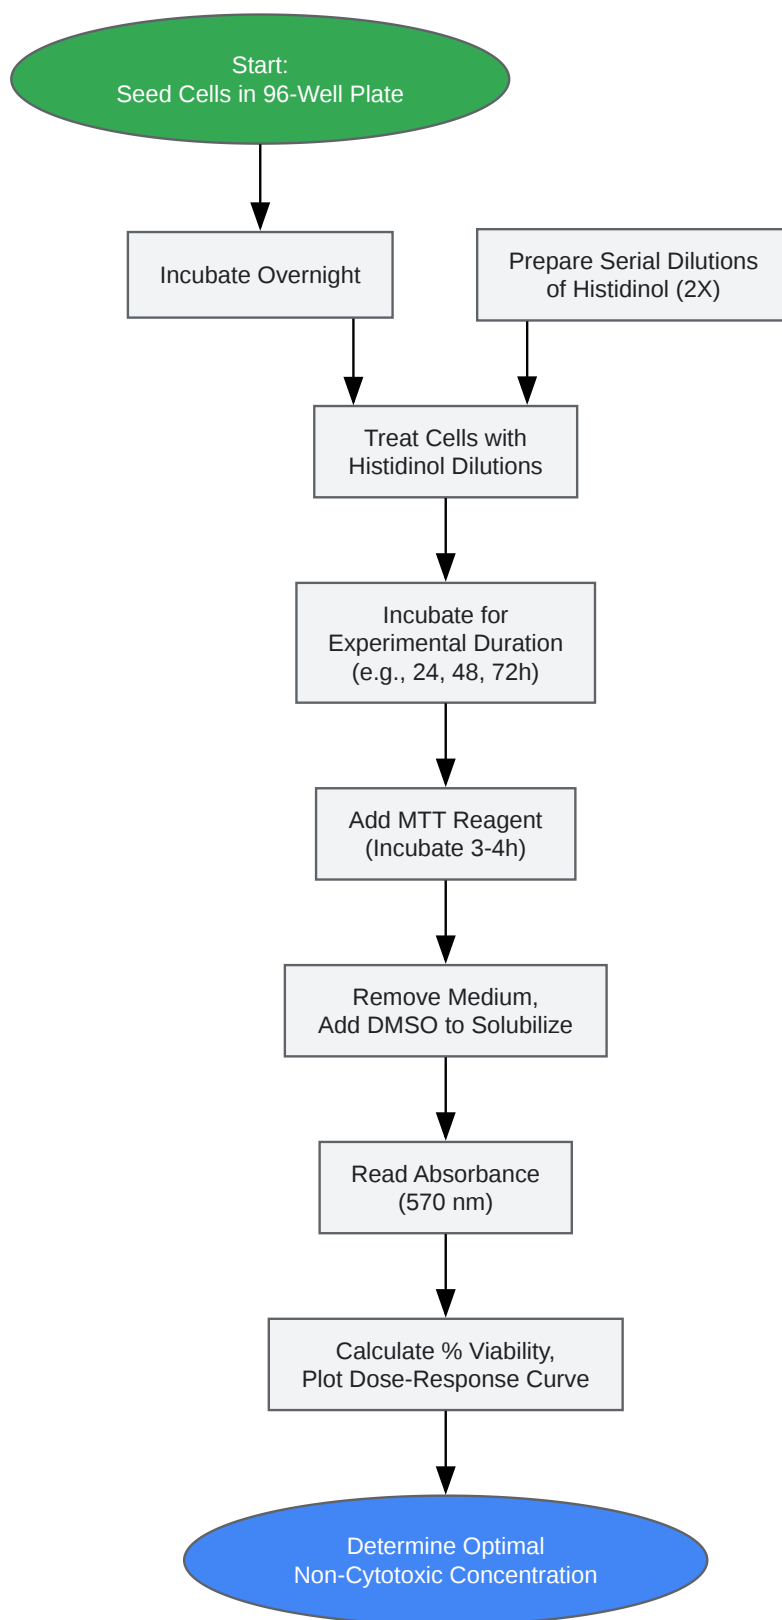 Start:
Seed Cells in 96-Well Plate
Incubate Overnight
Prepare Serial Dilutions
of Histidinol (2X)
Treat Cells with
Histidinol Dilutions
Incubate for
Experimental Duration
(e.g., 24, 48, 72h)
Add MTT Reagent
(Incubate 3-4h)
Remove Medium,
Add DMSO to Solubilize
Read Absorbance
(570 nm)
Calculate % Viability,
Plot Dose-Response Curve
Determine Optimal
Non-Cytotoxic Concentration